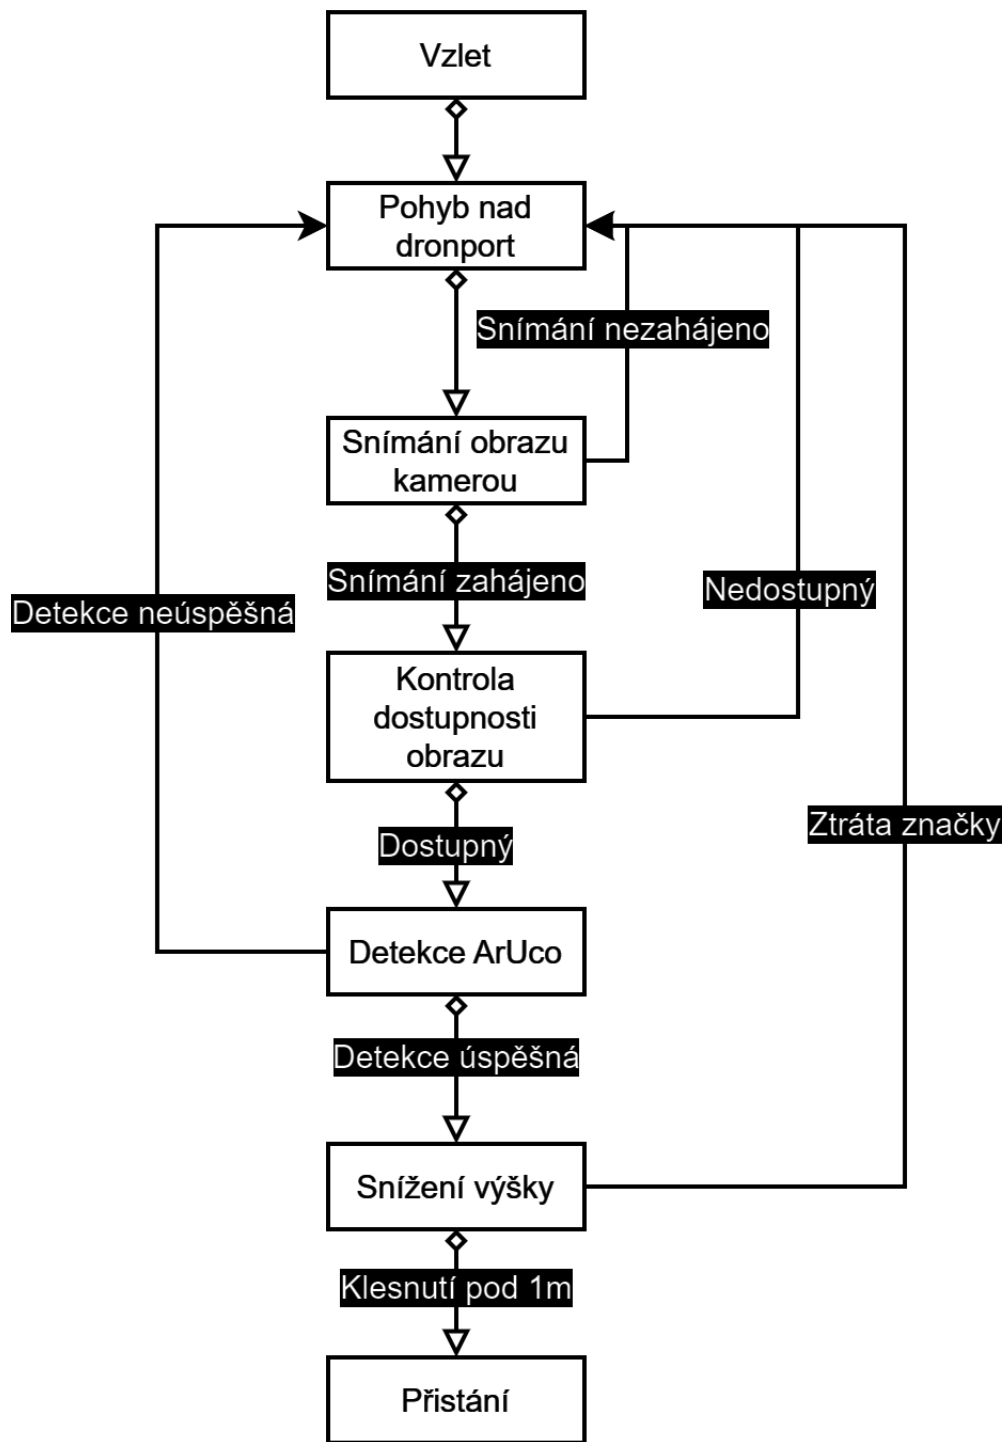 Vzlet
Pohyb nad
dronport
Snímání nezahájeno
Snímání obrazu
kamerou
Snímání zahájeno
Nedostupný
Detekce neúspěšná
Kontrola
dostupnosti
obrazu
Ztráta značky
Dostupný
Detekce ArUco
Detekce úspěšná
Snížení výšky
Klesnutí pod 1m
Přistání